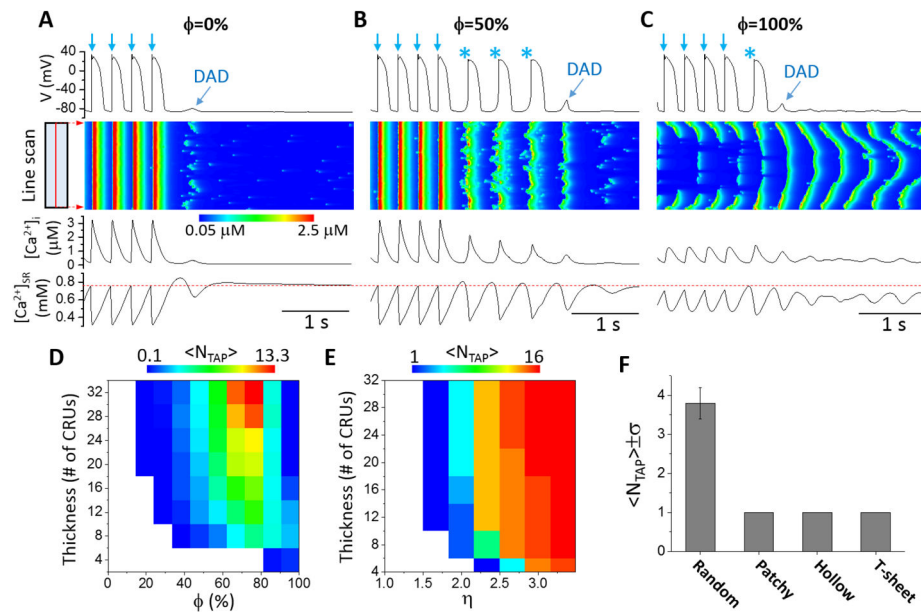 A ϕ=0%
B ϕ=50%
C ϕ=100%
V (mV)
40
0
-40
-80
DAD
* * *
DAD
*
DAD
Line scan
0.05 μM 2.5 μM
[Ca²⁺]i (μM)
3
2
1
0
[Ca²⁺]SR (mM)
0.8
0.6
0.4
1 s
1 s
1 s
D
0.1 <N_TAP> 13.3
Thickness (# of CRUs)
32
28
24
20
16
12
8
4
0 20 40 60 80 100
ϕ (%)
E
1 <N_TAP> 16
Thickness (# of CRUs)
32
28
24
20
16
12
8
4
1.0 1.5 2.0 2.5 3.0
η
F
<N_TAP>±σ
4
3
2
1
0
Random
Patchy
Hollow
T-sheet